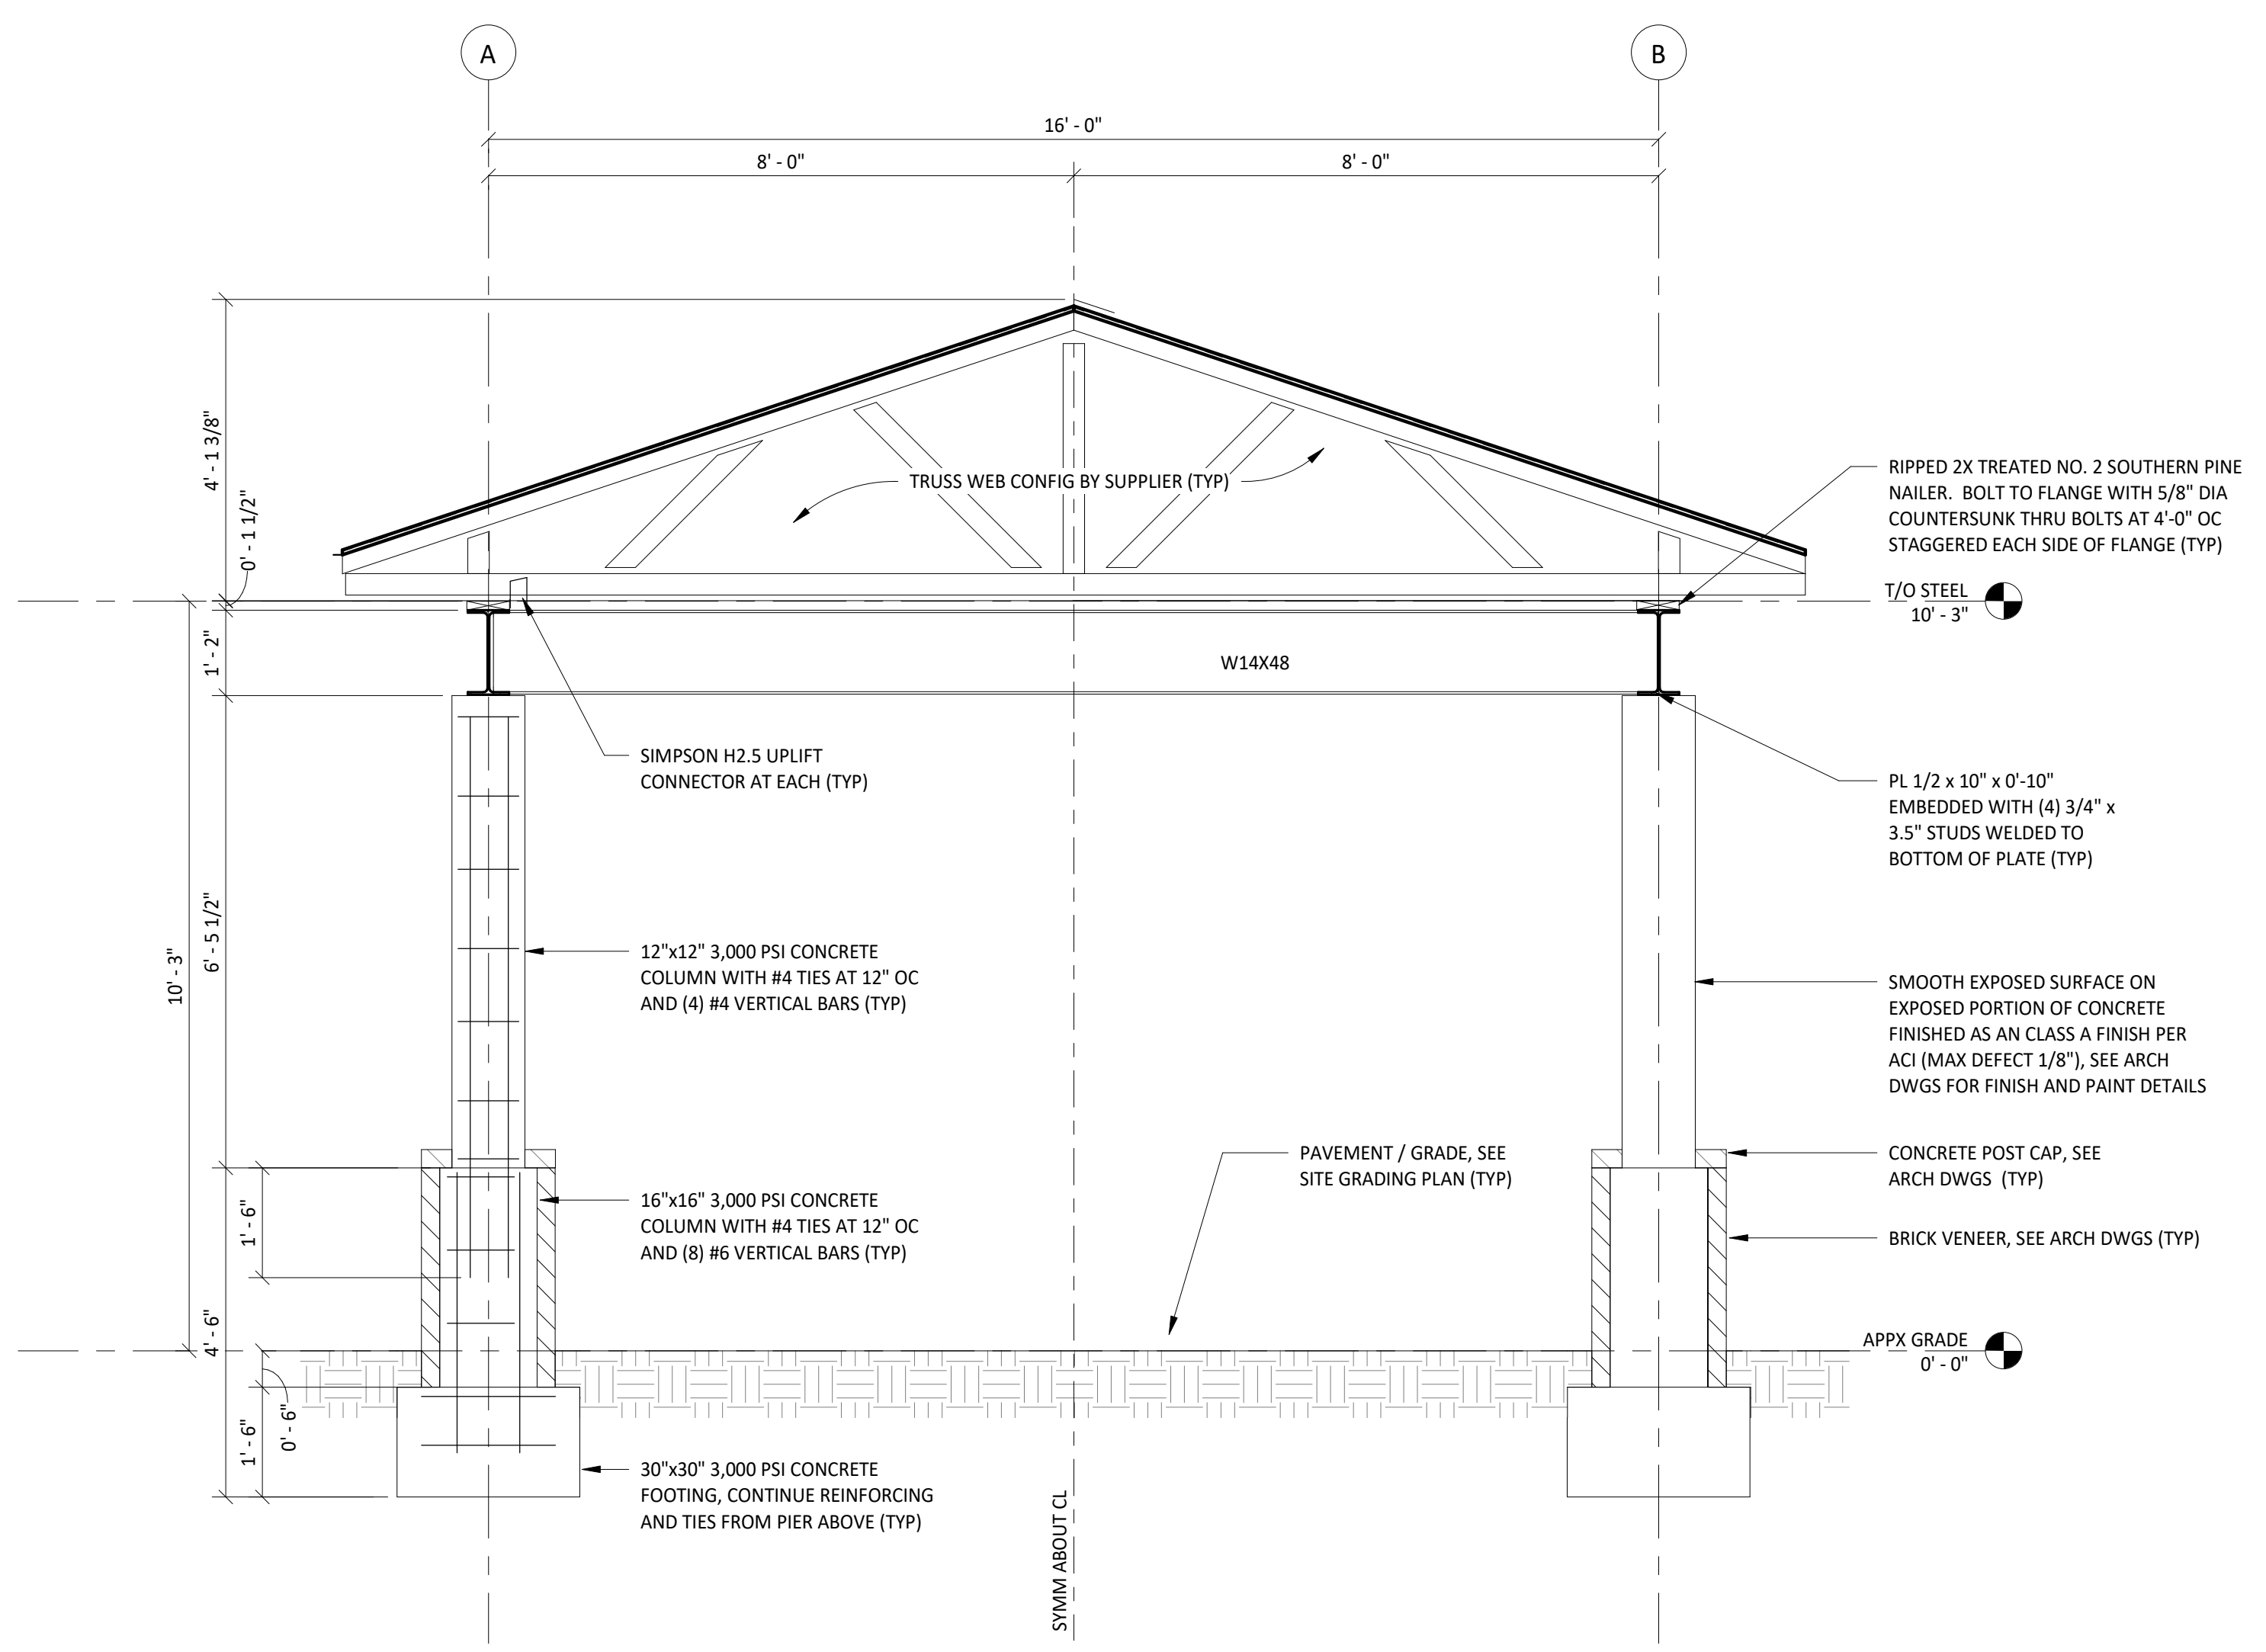 A
B
16' - 0"
8' - 0"
8' - 0"
4' - 1 3/8"
0' - 1 1/2"
1' - 2"
6' - 5 1/2"
10' - 3"
1' - 6"
4' - 6"
0' - 6"
1' - 6"
TRUSS WEB CONFIG BY SUPPLIER (TYP)
W14X48
SIMPSON H2.5 UPLIFT
CONNECTOR AT EACH (TYP)
12"x12" 3,000 PSI CONCRETE
COLUMN WITH #4 TIES AT 12" OC
AND (4) #4 VERTICAL BARS (TYP)
16"x16" 3,000 PSI CONCRETE
COLUMN WITH #4 TIES AT 12" OC
AND (8) #6 VERTICAL BARS (TYP)
30"x30" 3,000 PSI CONCRETE
FOOTING, CONTINUE REINFORCING
AND TIES FROM PIER ABOVE (TYP)
SYMM ABOUT CL
PAVEMENT / GRADE, SEE
SITE GRADING PLAN (TYP)
RIPPED 2X TREATED NO. 2 SOUTHERN PINE
NAILER. BOLT TO FLANGE WITH 5/8" DIA
COUNTERSUNK THRU BOLTS AT 4'-0" OC
STAGGERED EACH SIDE OF FLANGE (TYP)
T/O STEEL
10' - 3"
PL 1/2 x 10" x 0'-10"
EMBEDDED WITH (4) 3/4" x
3.5" STUDS WELDED TO
BOTTOM OF PLATE (TYP)
SMOOTH EXPOSED SURFACE ON
EXPOSED PORTION OF CONCRETE
FINISHED AS AN CLASS A FINISH PER
ACI (MAX DEFECT 1/8"), SEE ARCH
DWGS FOR FINISH AND PAINT DETAILS
CONCRETE POST CAP, SEE
ARCH DWGS (TYP)
BRICK VENEER, SEE ARCH DWGS (TYP)
APPX GRADE
0' - 0"